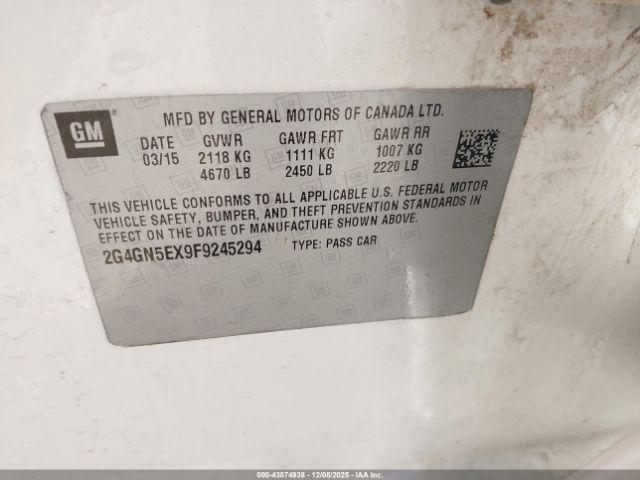 GM
MFD BY GENERAL MOTORS OF CANADA LTD.
DATE GVWR GAWR FRT GAWR RR
03/15 2118 KG 1111 KG 1007 KG
4670 LB 2450 LB 2220 LB
THIS VEHICLE CONFORMS TO ALL APPLICABLE U.S. FEDERAL MOTOR
VEHICLE SAFETY, BUMPER, AND THEFT PREVENTION STANDARDS IN
EFFECT ON THE DATE OF MANUFACTURE SHOWN ABOVE.
2G4GN5EX9F9245294 TYPE: PASS CAR
000-43874938 - 12/08/2025 - COPYRIGHT © IAA, LLC